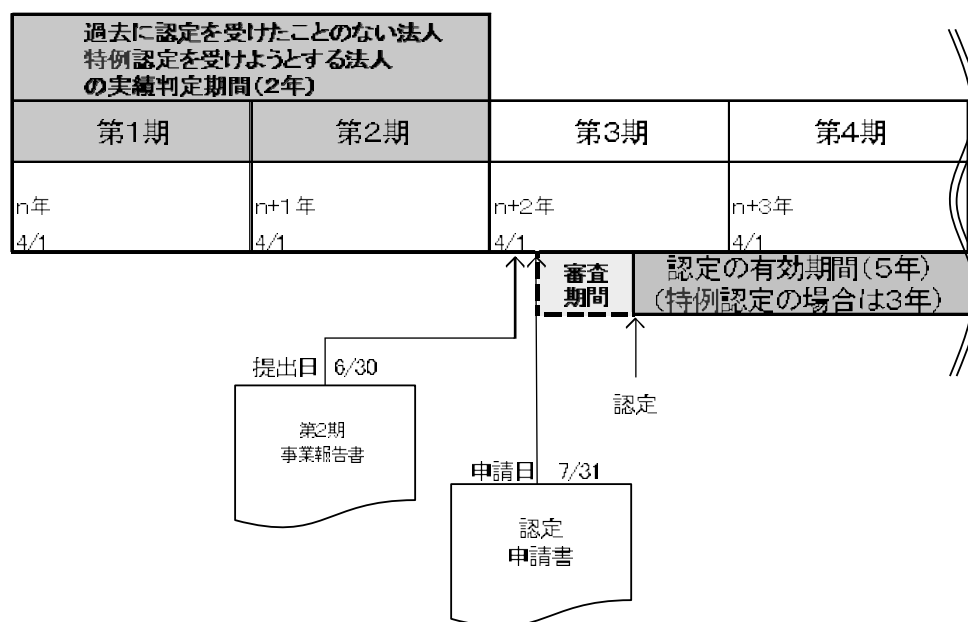 過去に認定を受けたことのない法人
特例認定を受けようとする法人
の実績判定期間(2年)
第1期
第2期
第3期
第4期
n年
4/1
n+1年
4/1
n+2年
4/1
n+3年
4/1
審査
期間
認定の有効期間(5年)
(特例認定の場合は3年)
提出日 6/30
認定
第2期
事業報告書
申請日 7/31
認定
申請書